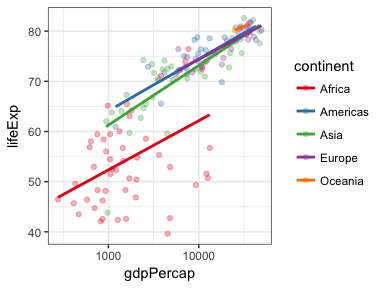 lifeExp
80
70
60
50
40
1000
10000
gdpPercap
continent
Africa
Americas
Asia
Europe
Oceania